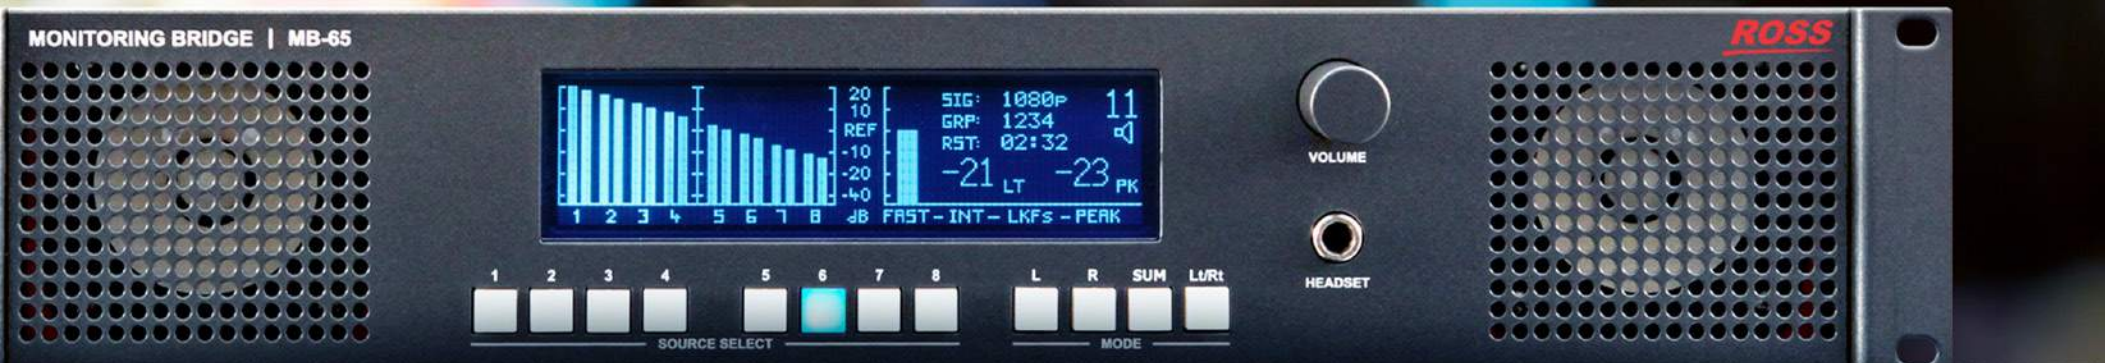 MONITORING BRIDGE | MB-65
ROSS
20
10
REF
-10
-20
-40
1 2 3 4 5 6 7 8 dB
SIG: 1080P
GRP: 1234
RST: 02:32
11
-21 LT -23 PK
FAST - INT - LKFs - PEAK
VOLUME
HEADSET
1 2 3 4 5 6 7 8
SOURCE SELECT
L R SUM Lt/Rt
MODE